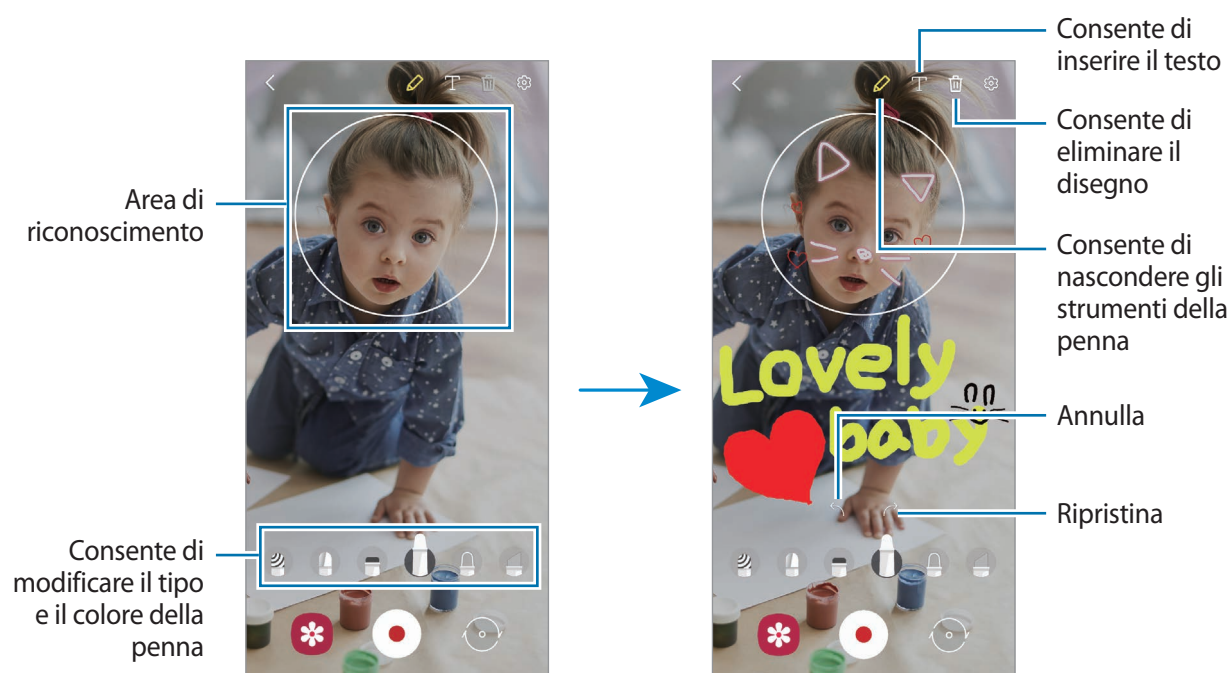 Consente di
inserire il testo
Consente di
eliminare il
disegno
Area di
riconoscimento
Consente di
nascondere gli
strumenti della
penna
Lovely
baby
Annulla
Ripristina
Consente di
modificare il tipo
e il colore della
penna